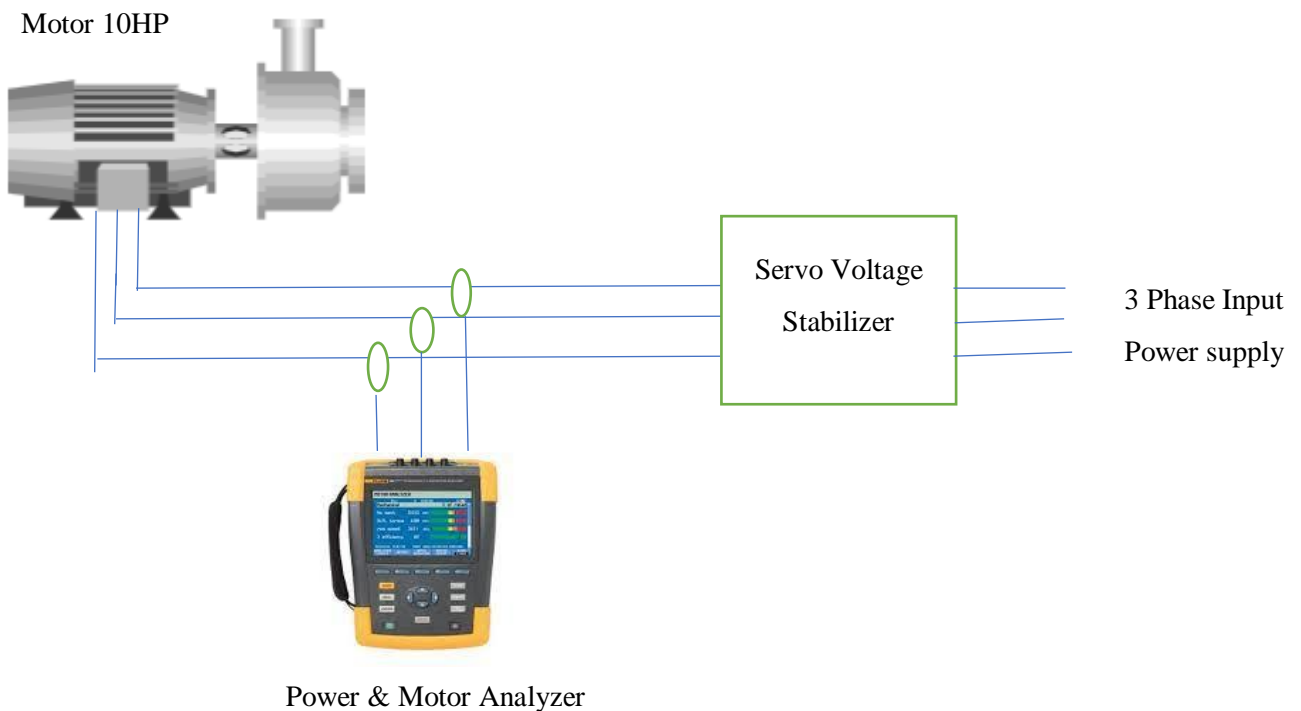 Motor 10HP
Servo Voltage
Stabilizer
3 Phase Input
Power supply
Power & Motor Analyzer